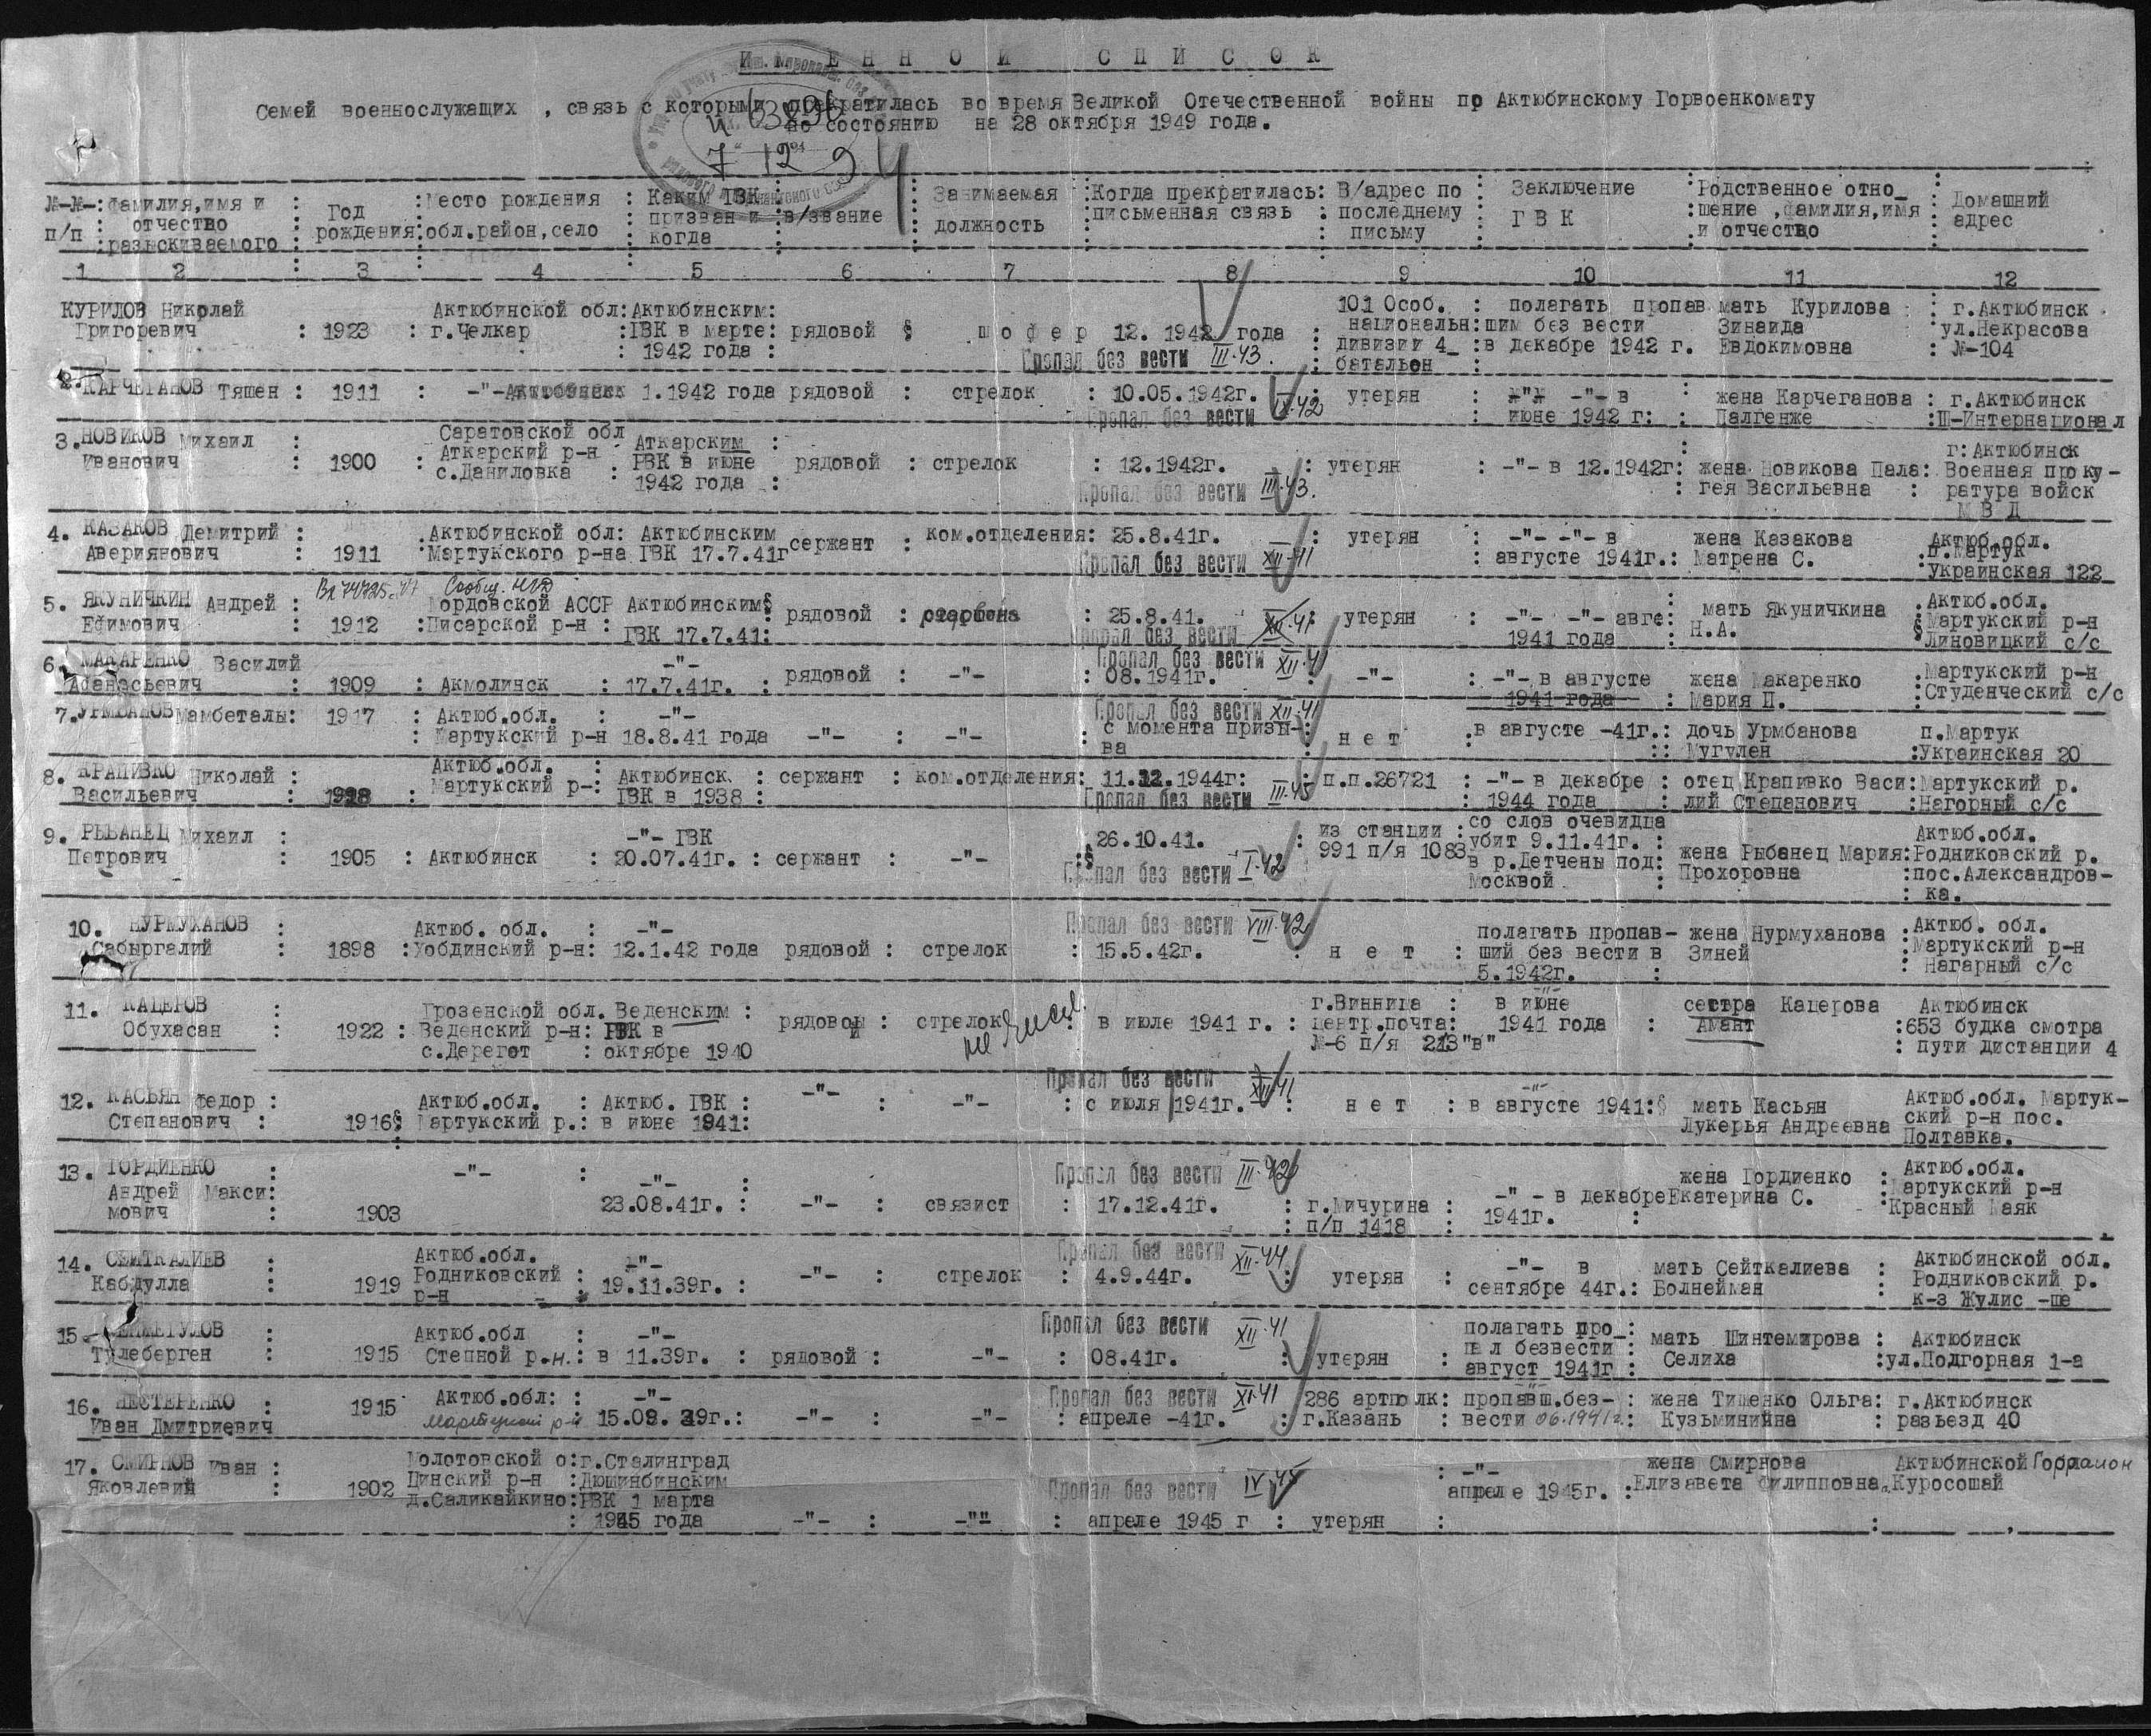 ИМЕННОЙ СПИСОК
Семей военнослужащих , связь с которыми прекратилась во время Великой Отечественной войны по Актюбинскому Горвоенкомату
по состоянию на 28 октября 1949 года.
63896
7 12 9
№-№ п/п : фамилия,имя и отчество разыскиваемого : Год рождения : Место рождения обл.район,село : Каким ГВК призван и когда : в/звание : Занимаемая должность : Когда прекратилась письменная связь : В/адрес по последнему письму : Заключение ГВК : Родственное отно_шение ,фамилия,имя и отчество : Домашний адрес
1 2 3 4 5 6 7 8 9 10 11 12
КУРИЛОВ Николай Актюбинской обл: Актюбинским: 101 Особ. : полагать пропав мать Курилова : г.Актюбинск
Григоревич : 1923 : г.Челкар :ГВК в марте: рядовой шофер 12. 1942 года национальн:шим без вести Зинаида ул.Некрасова
: 1942 года : дивизии 4_ :в декабре 1942 г. Евдокимовна : №-104
Пропал без вести III.43. батальон
2. КАРЧЕГАНОВ Тяшен : 1911 : -"- 1.1942 года рядовой : стрелок : 10.05.1942г. утерян -"- в жена Карчеганова : г.Актюбинск
Пропал без вести IX.42 июне 1942 г: Палгенже :Ш-Интернационал
3. НОВИКОВ Михаил : Саратовской обл Аткарским : г.Актюбинск
Иванович : 1900 : Аткарский р-н РВК в июне рядовой : стрелок : 12.1942г. : утерян : -"- в 12.1942г: жена Новикова Пала: Военная проку-
с.Даниловка : 1942 года : Пропал без вести III.43. гея Васильевна : ратура войск
МВД
4. КАЗАКОВ Демитрий : Актюбинской обл: Актюбинским ком.отделения: 25.8.41г. : утерян : -"- -"- в жена Казакова Актюб.обл.
Авериянович : 1911 :Мартукского р-на ГВК 17.7.41г сержант : Пропал без вести XII.41 : августе 1941г.: Матрена С. п.Мартук
Украинская 122
Сообщ.
5. ЯКУНИЧКИН Андрей : Мордовской АССР Актюбинским рядовой : : 25.8.41. утерян : -"- -"- авге: мать Якуничкина Актюб.обл.
Ефимович : 1912 :Писарской р-н : ГВК 17.7.41: Пропал без вести XII.41 1941 года : Н.А. Мартукский р-н
Линовицкий с/с
6. МАКАРЕНКО Василий -"- Пропал без вести XII.41
Афанасьевич : 1909 : Акмолинск : 17.7.41г. : рядовой : -"- : 08.1941г. -"- : -"- в августе жена Макаренко Мартукский р-н
1941 года : Мария П. :Студенческий с/с
7. УРМБАНОВ Мамбеталы: 1917 : Актюб.обл. : -"- Пропал без вести XII.41
: Мартукский р-н 18.8.41 года -"- : -"- : с момента призы- нет :в августе -41г.: дочь Урмбанова п.Мартук
ва Мугулен :Украинская 20
8. КРАПИВКО Николай : Актюб.обл. : Актюбинск. : сержант : ком.отделения: 11.12.1944г: : п.п.26721 : -"- в декабре : отец Крапивко Васи: Мартукский р.
Васильевич : 1918 : Мартукский р-: ГВК в 1938 : Пропал без вести III.45 : 1944 года : лий Степанович :Нагорный с/с
9. РЫБАНЕЦ Михаил : -"- ГВК 26.10.41. : из станции :со слов очевидца Актюб.обл.
Петрович : 1905 : Актюбинск : 20.07.41г. : сержант : -"- 991 п/я 1083 убит 9.11.41г. : жена Рыбанец Мария: Родниковский р.
Пропал без вести I.42 в р.Детчены под: Прохоровна :пос.Александров-
Москвой : : ка.
10. НУРМУХАНОВ : Актюб. обл. : -"- Пропал без вести VIII.42 полагать пропав- жена Нурмуханова Актюб. обл.
Сабыргалий : 1898 :Хобдинский р-н: 12.1.42 года рядовой : стрелок : 15.5.42г. нет : ший без вести в Зиней Мартукский р-н
5.1942г. : Нагарный с/с
11. КАЦЕРОВ : Грозенской обл. Веденским : г.Винница : в июне сестра Кацерова Актюбинск
Обухасан : 1922 : Веденский р-н: РВК в рядовой : стрелок : в июле 1941 г. : центр.почта: 1941 года : Амант :653 будка смотра
с.Дерегот : октябре 1940 №-6 п/я 213"в" : пути дистанции 4
12. КАСЬЯН Федор : Актюб.обл. : Актюб. ГВК : -"- Пропал без вести XII.41 Актюб.обл. Мартук-
Степанович : 1916 Мартукский р.: в июне 1941: : -"- : с июля 1941г. нет : в августе 1941: мать Касьян ский р-н пос.
Лукерья Андреевна Полтавка.
13. ГОРДИЕНКО : -"- : -"- : Пропал без вести III.42 жена Гордиенко : Актюб.обл.
Андрей Макси: 23.08.41г. : -"- : связист : 17.12.41г. : г.Мичурина : -"- в декабре Екатерина С. Мартукский р-н
мович : 1903 : п/п 1418 : 1941г. : Красный Маяк
14. СЕЙТКАЛИЕВ : Актюб.обл. -"- Пропал без вести XII.44 -"- в мать Сейткалиева : Актюбинской обл.
Кабдулла : 1919 Родниковский : 19.11.39г. : -"- : стрелок : 4.9.44г. утерян : сентябре 44г.: Болнейман : Родниковский р.
р-н к-з Жулис -ше
15. : Актюб.обл : -"- Пропал без вести XII.41 полагать про_: мать Шинтемирова : Актюбинск
Тулеберген : 1915 Степной р.н.: в 11.39г. : рядовой : -"- : 08.41г. утерян : пал безвести : Селиха :ул.Подгорная 1-а
август 1941г :
16. НЕСТЕРЕНКО : 1915 Актюб.обл: : -"- Пропал без вести XI.41 286 артполк: пропавш.без- : жена Тищенко Ольга: г.Актюбинск
Иван Дмитриевич Мартукский р-н 15.09.39г.: -"- : -"- : апреле -41г. : г.Казань : вести 06.1941г.: Кузьминийна : разьезд 40
17. СМИРНОВ Иван : Молотовской о:г.Сталинград жена Смирнова Актюбинской Горрайон
Яковлевий : 1902 Цинский р-н :Дюшинбинским Пропал без вести IV.45 : -"- Елизавета Филипповна. Куросошай
д.Саликайкино:РВК 1 марта апреле 1945г. :
: 1945 года -"- : -"- : апреле 1945 г : утерян :